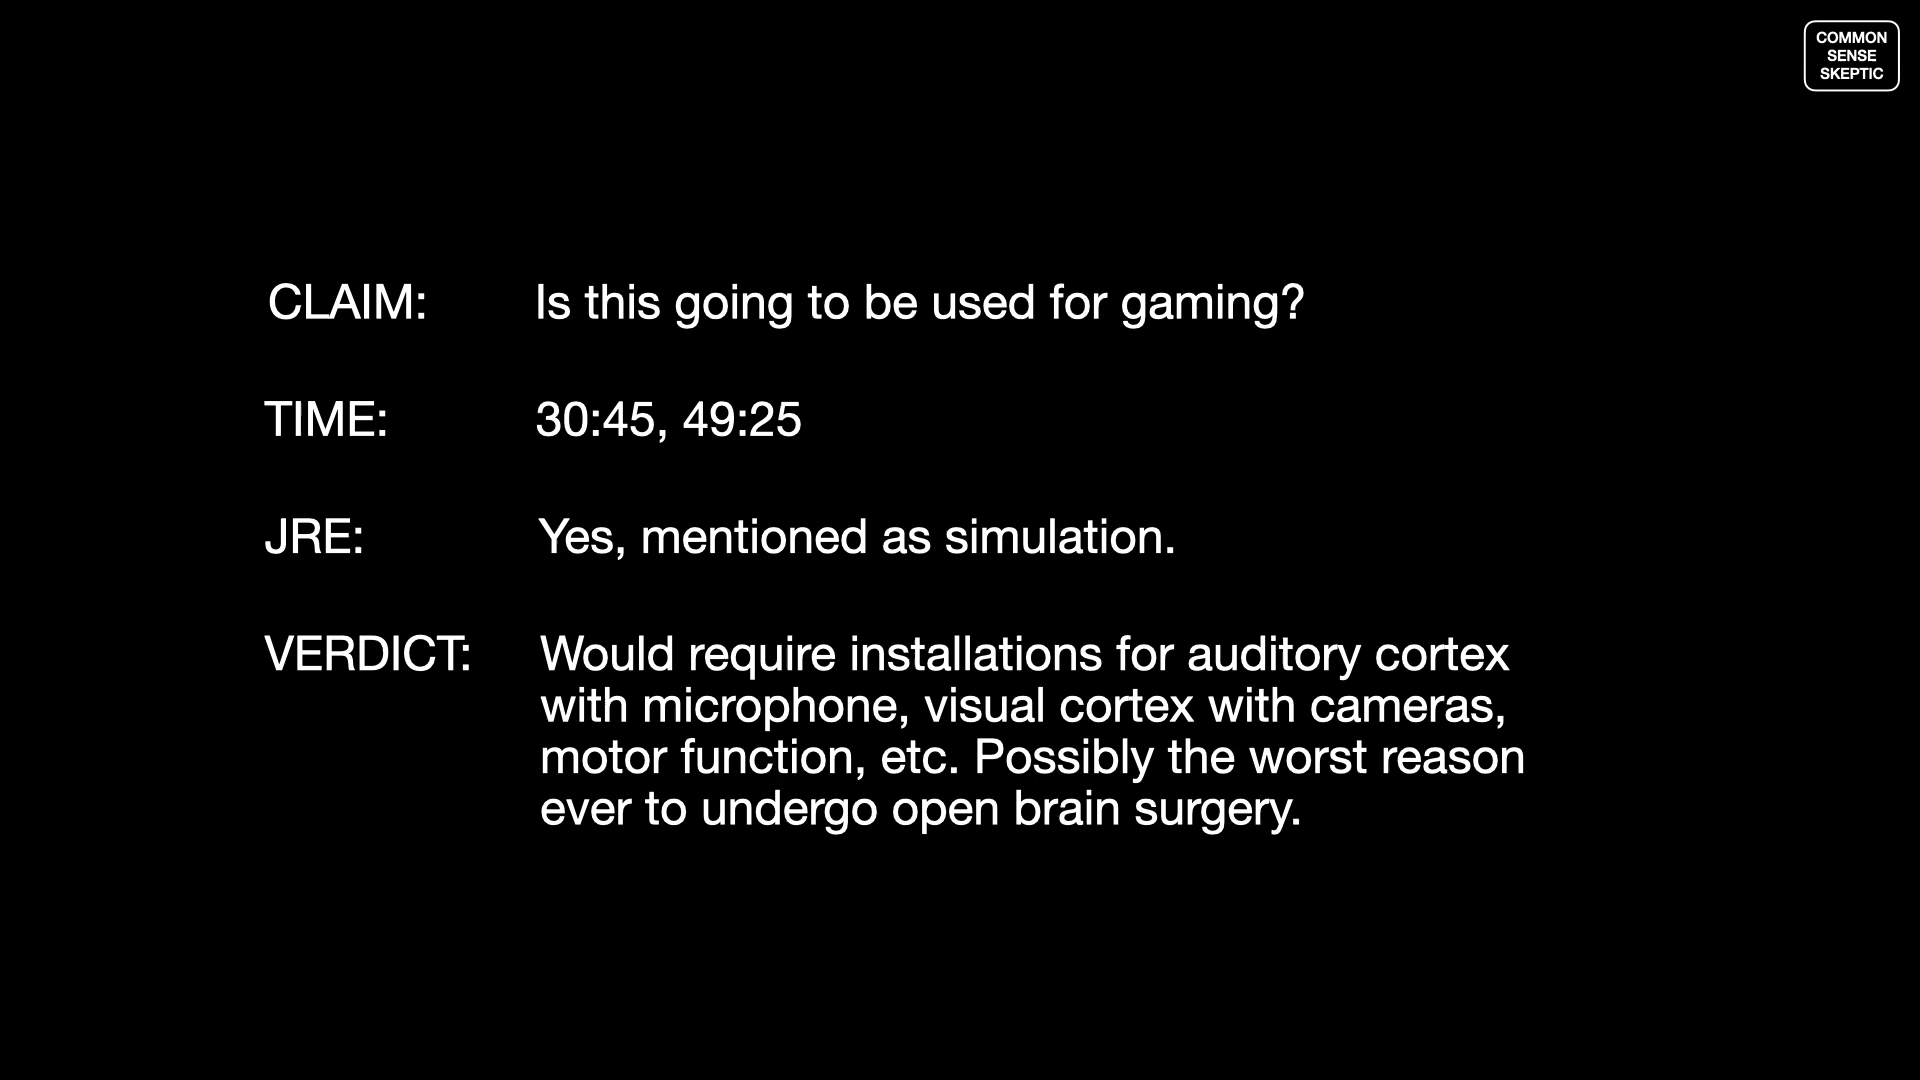 COMMON
SENSE
SKEPTIC
CLAIM: Is this going to be used for gaming?
TIME: 30:45, 49:25
JRE: Yes, mentioned as simulation.
VERDICT: Would require installations for auditory cortex
with microphone, visual cortex with cameras,
motor function, etc. Possibly the worst reason
ever to undergo open brain surgery.